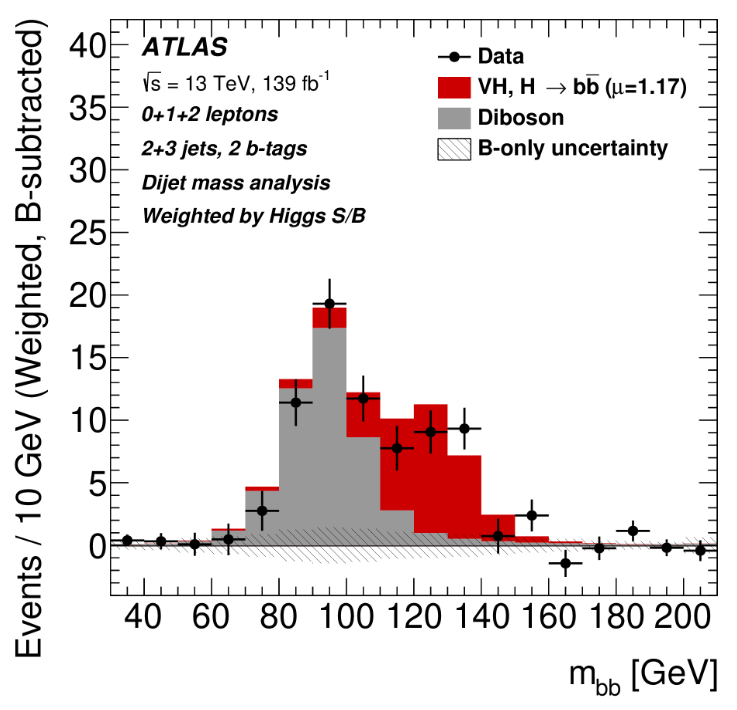 Events / 10 GeV (Weighted, B-subtracted)
40
35
30
25
20
15
10
5
0
ATLAS
√s = 13 TeV, 139 fb⁻¹
0+1+2 leptons
2+3 jets, 2 b-tags
Dijet mass analysis
Weighted by Higgs S/B
Data
VH, H → bb̅ (μ=1.17)
Diboson
B-only uncertainty
40 60 80 100 120 140 160 180 200
m_bb [GeV]